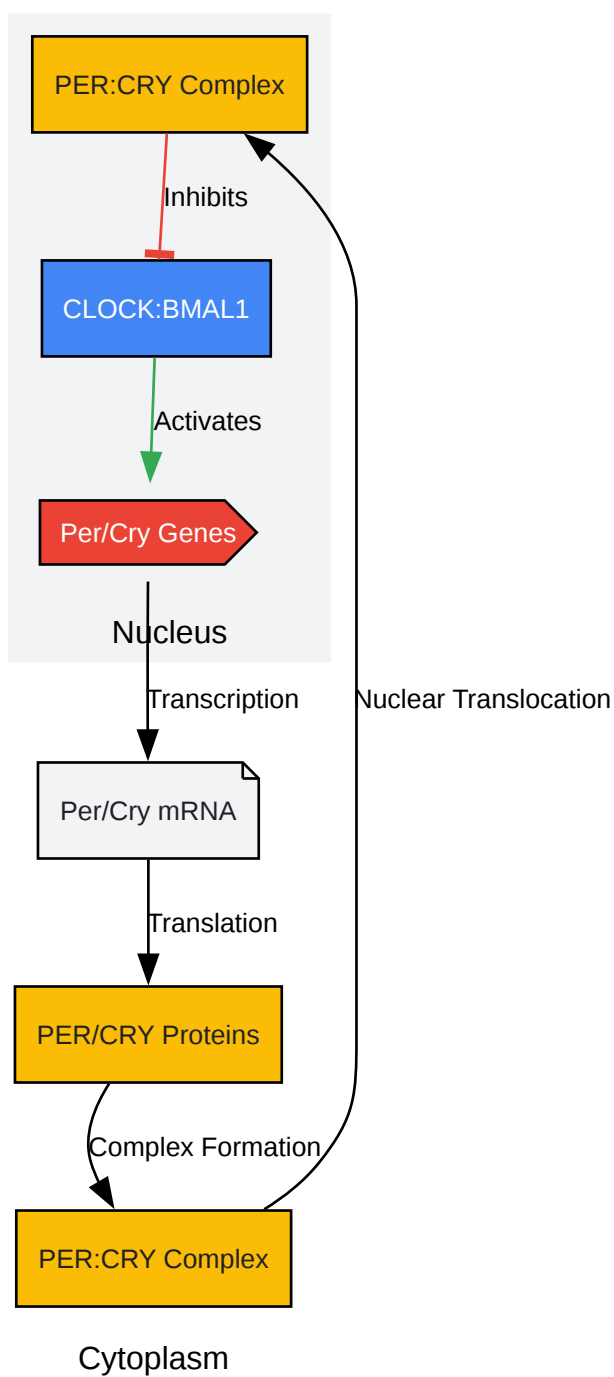 PER:CRY Complex
Inhibits
CLOCK:BMAL1
Activates
Per/Cry Genes
Nucleus
Transcription
Nuclear Translocation
Per/Cry mRNA
Translation
PER/CRY Proteins
Complex Formation
PER:CRY Complex
Cytoplasm